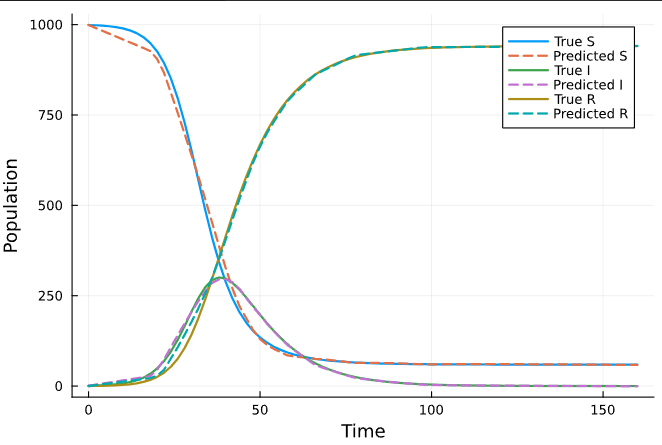 1000
750
500
250
0
0
50
100
150
Population
Time
True S
Predicted S
True I
Predicted I
True R
Predicted R